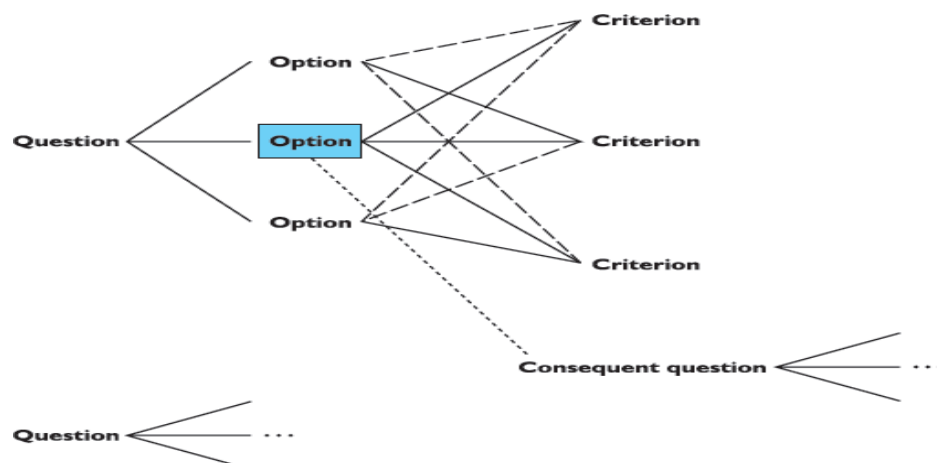 Criterion
Option
Question
Option
Criterion
Option
Criterion
Consequent question
...
Question
...